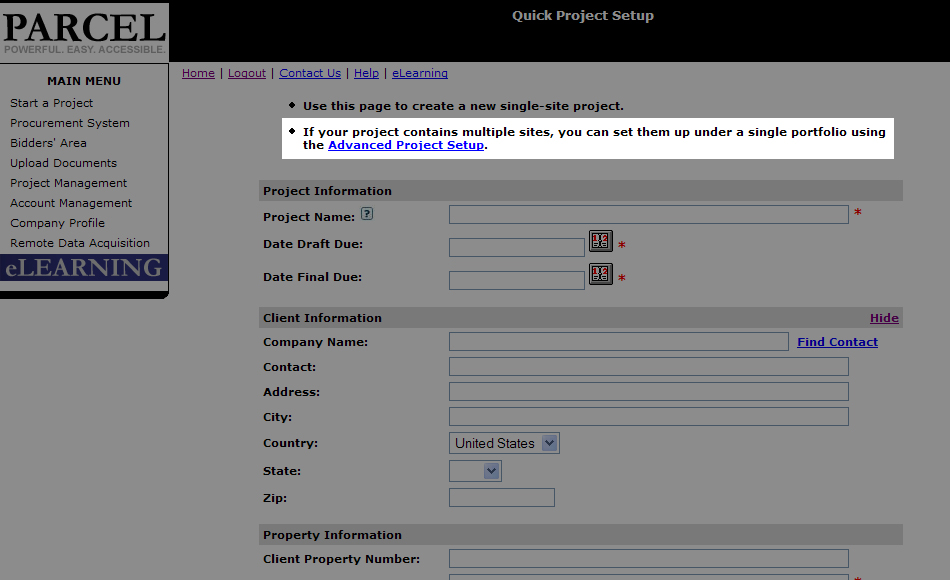 PARCEL
POWERFUL. EASY. ACCESSIBLE.
Quick Project Setup
MAIN MENU
Start a Project
Procurement System
Bidders' Area
Upload Documents
Project Management
Account Management
Company Profile
Remote Data Acquisition
eLEARNING
Home | Logout | Contact Us | Help | eLearning
Use this page to create a new single-site project.
If your project contains multiple sites, you can set them up under a single portfolio using
the Advanced Project Setup.
Project Information
Project Name: ? *
Date Draft Due: *
Date Final Due: *
Client Information Hide
Company Name: Find Contact
Contact:
Address:
City:
Country: United States
State:
Zip:
Property Information
Client Property Number:
*